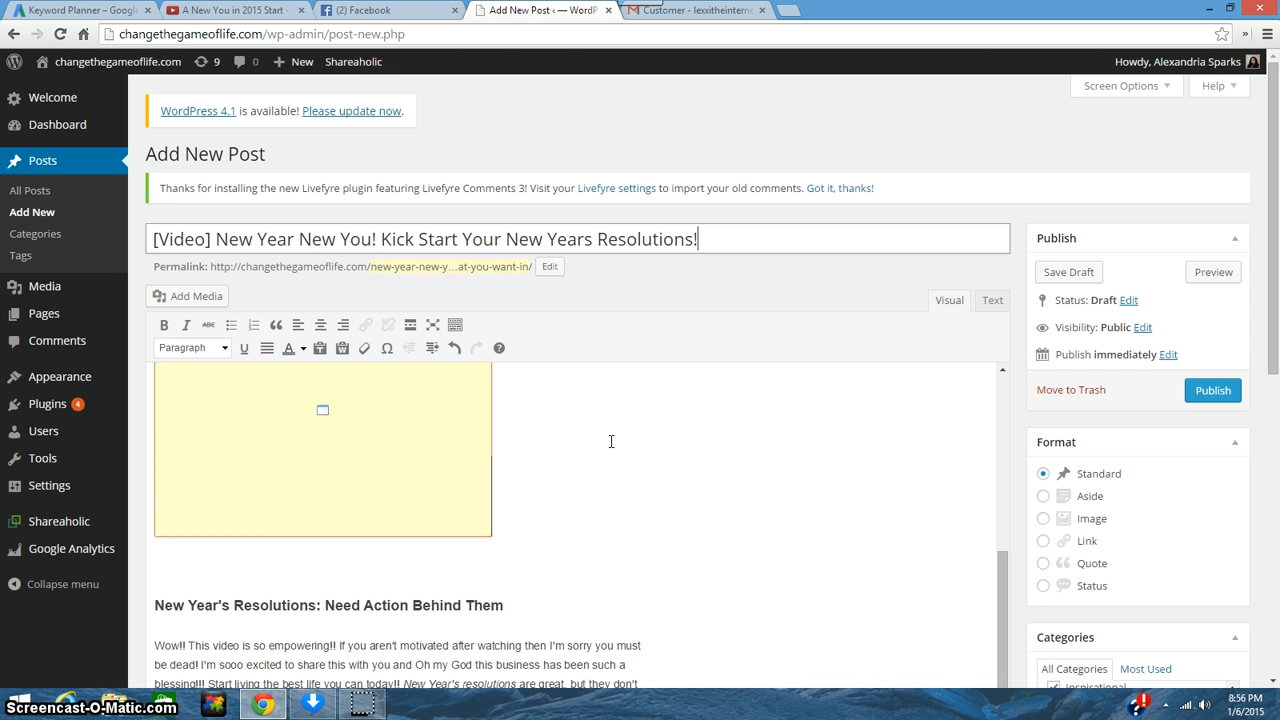 Keyword Planner – Google
A New You in 2015 Start -
(2) Facebook
Add New Post ‹ — WordP
Customer - lexxitheinterne
changethegameoflife.com/wp-admin/post-new.php
changethegameoflife.com
9
0
New
Shareaholic
Howdy, Alexandria Sparks
Welcome
Dashboard
Posts
All Posts
Add New
Categories
Tags
Media
Pages
Comments
Appearance
Plugins 4
Users
Tools
Settings
Shareaholic
Google Analytics
Collapse menu
Screen Options
Help
WordPress 4.1 is available! Please update now.
Add New Post
Thanks for installing the new Livefyre plugin featuring Livefyre Comments 3! Visit your Livefyre settings to import your old comments. Got it, thanks!
[Video] New Year New You! Kick Start Your New Years Resolutions!
Permalink: http://changethegameoflife.com/new-year-new-y...at-you-want-in/ Edit
Add Media
Visual
Text
B I ABC
Paragraph U A Ω
New Year's Resolutions: Need Action Behind Them
Wow!! This video is so empowering!! If you aren't motivated after watching then I'm sorry you must
be dead! I'm sooo excited to share this with you and Oh my God this business has been such a
blessing!!! Start living the best life you can today!! New Year's resolutions are great, but they don't
Publish
Save Draft
Preview
Status: Draft Edit
Visibility: Public Edit
Publish immediately Edit
Move to Trash
Publish
Format
Standard
Aside
Image
Link
Quote
Status
Categories
All Categories
Most Used
Inspirational
Screencast-O-Matic.com
8:56 PM
1/6/2015